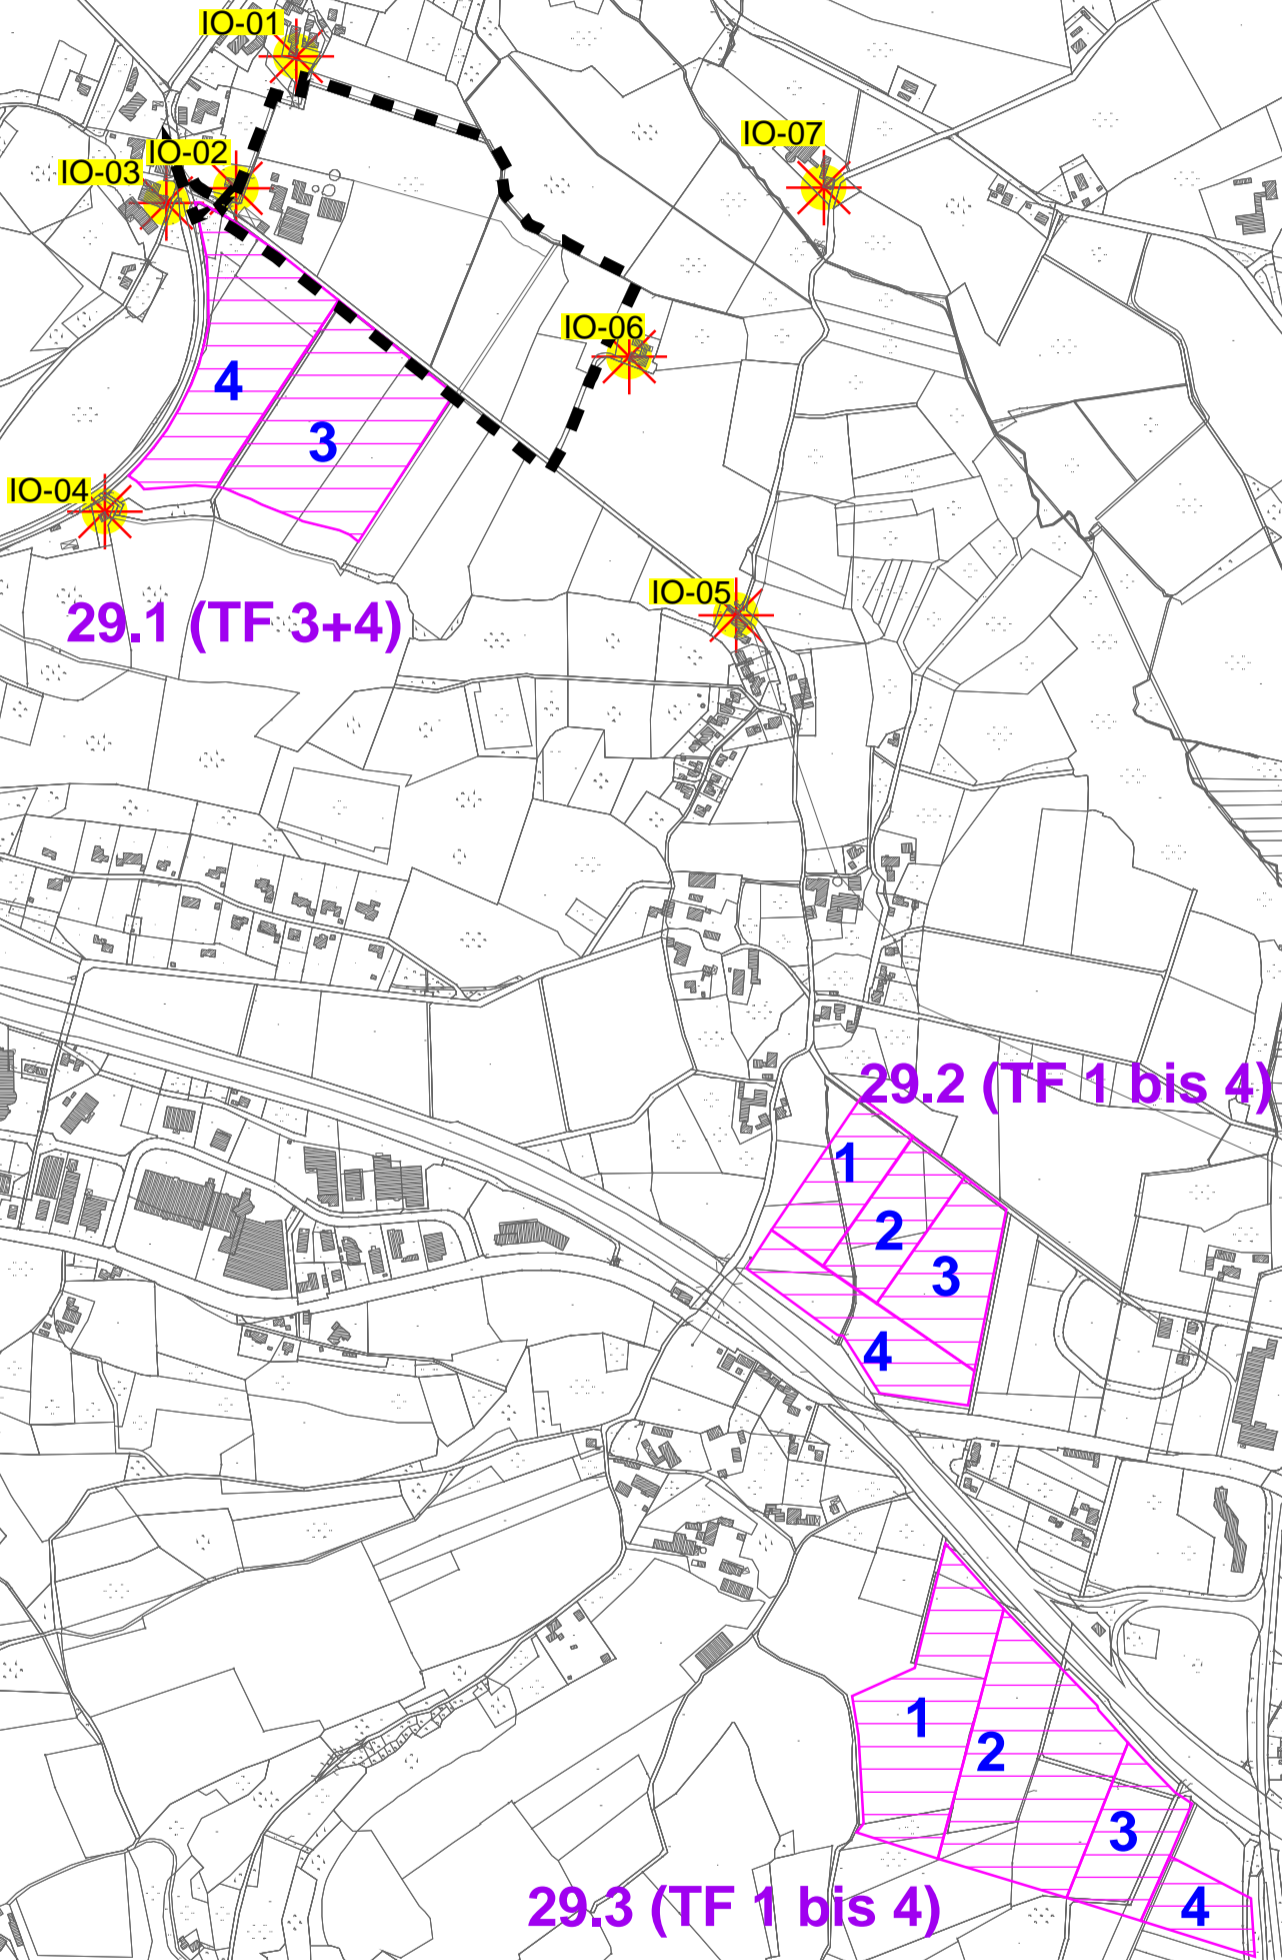 IO-01
IO-07
IO-02
IO-03
IO-06
4
3
IO-04
IO-05
29.1 (TF 3+4)
29.2 (TF 1 bis 4)
1
2
3
4
1
2
3
29.3 (TF 1 bis 4)
4